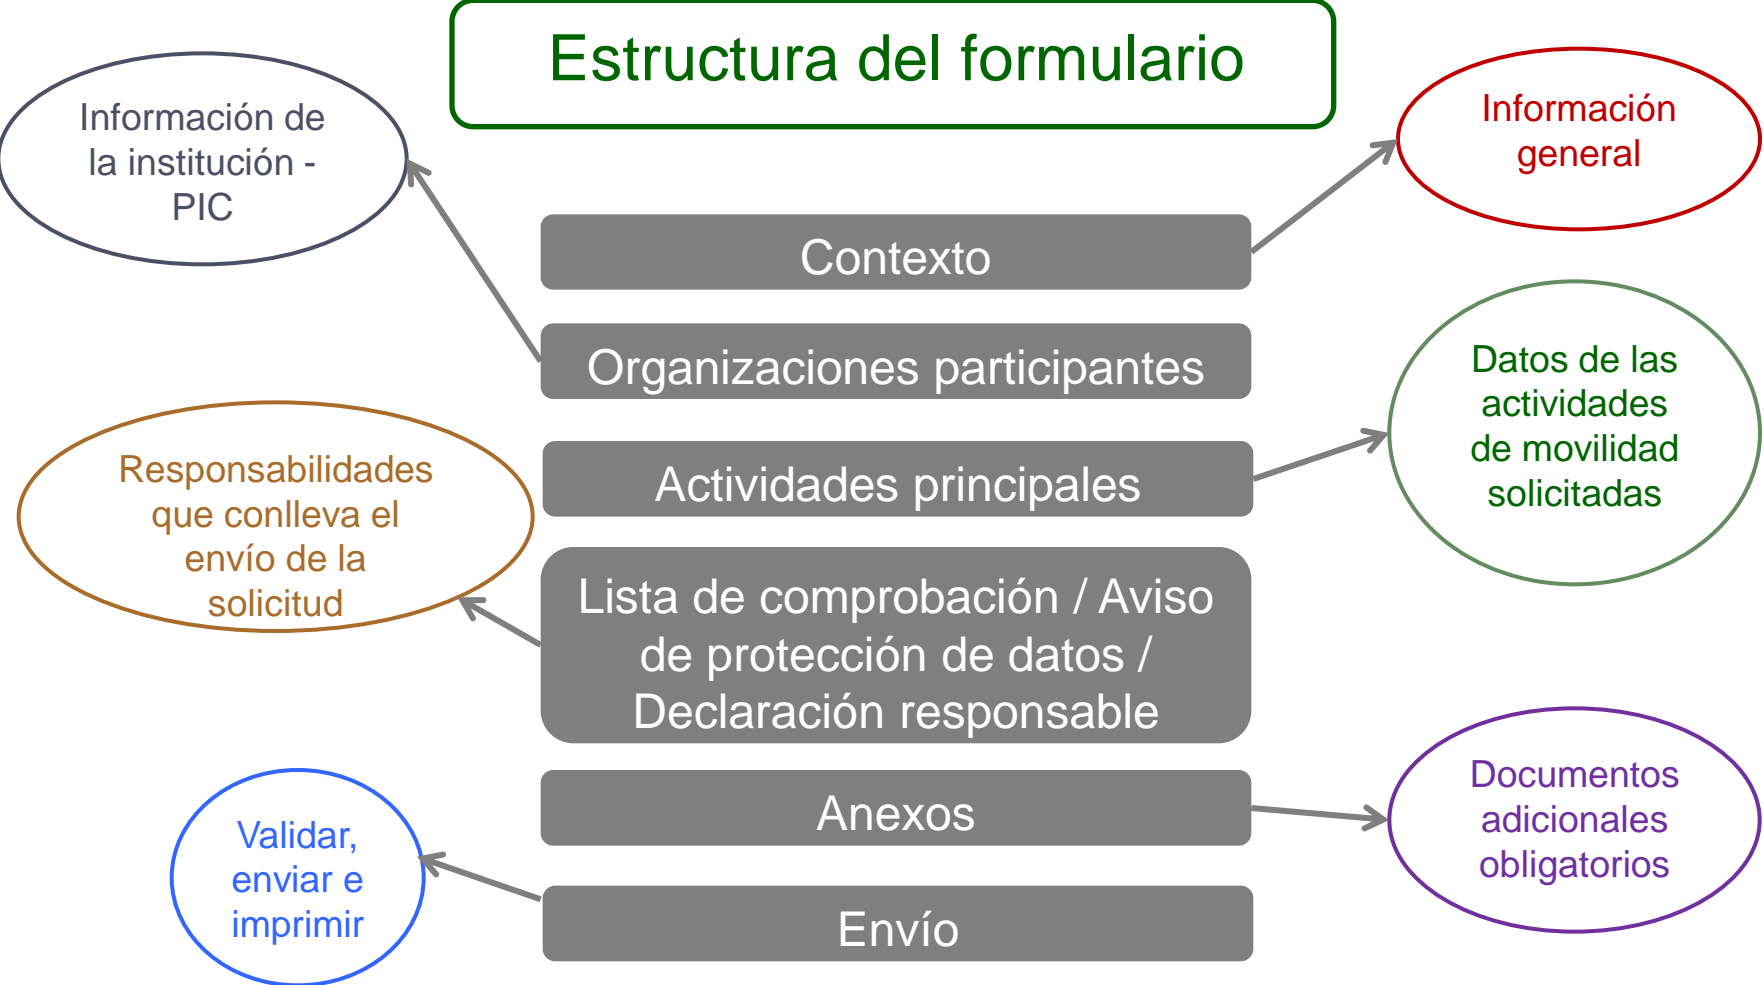 Estructura del formulario
Información de
la institución -
PIC
Información
general
Contexto
Organizaciones participantes
Datos de las
actividades
de movilidad
solicitadas
Responsabilidades
que conlleva el
envío de la
solicitud
Actividades principales
Lista de comprobación / Aviso
de protección de datos /
Declaración responsable
Documentos
adicionales
obligatorios
Anexos
Validar,
enviar e
imprimir
Envío